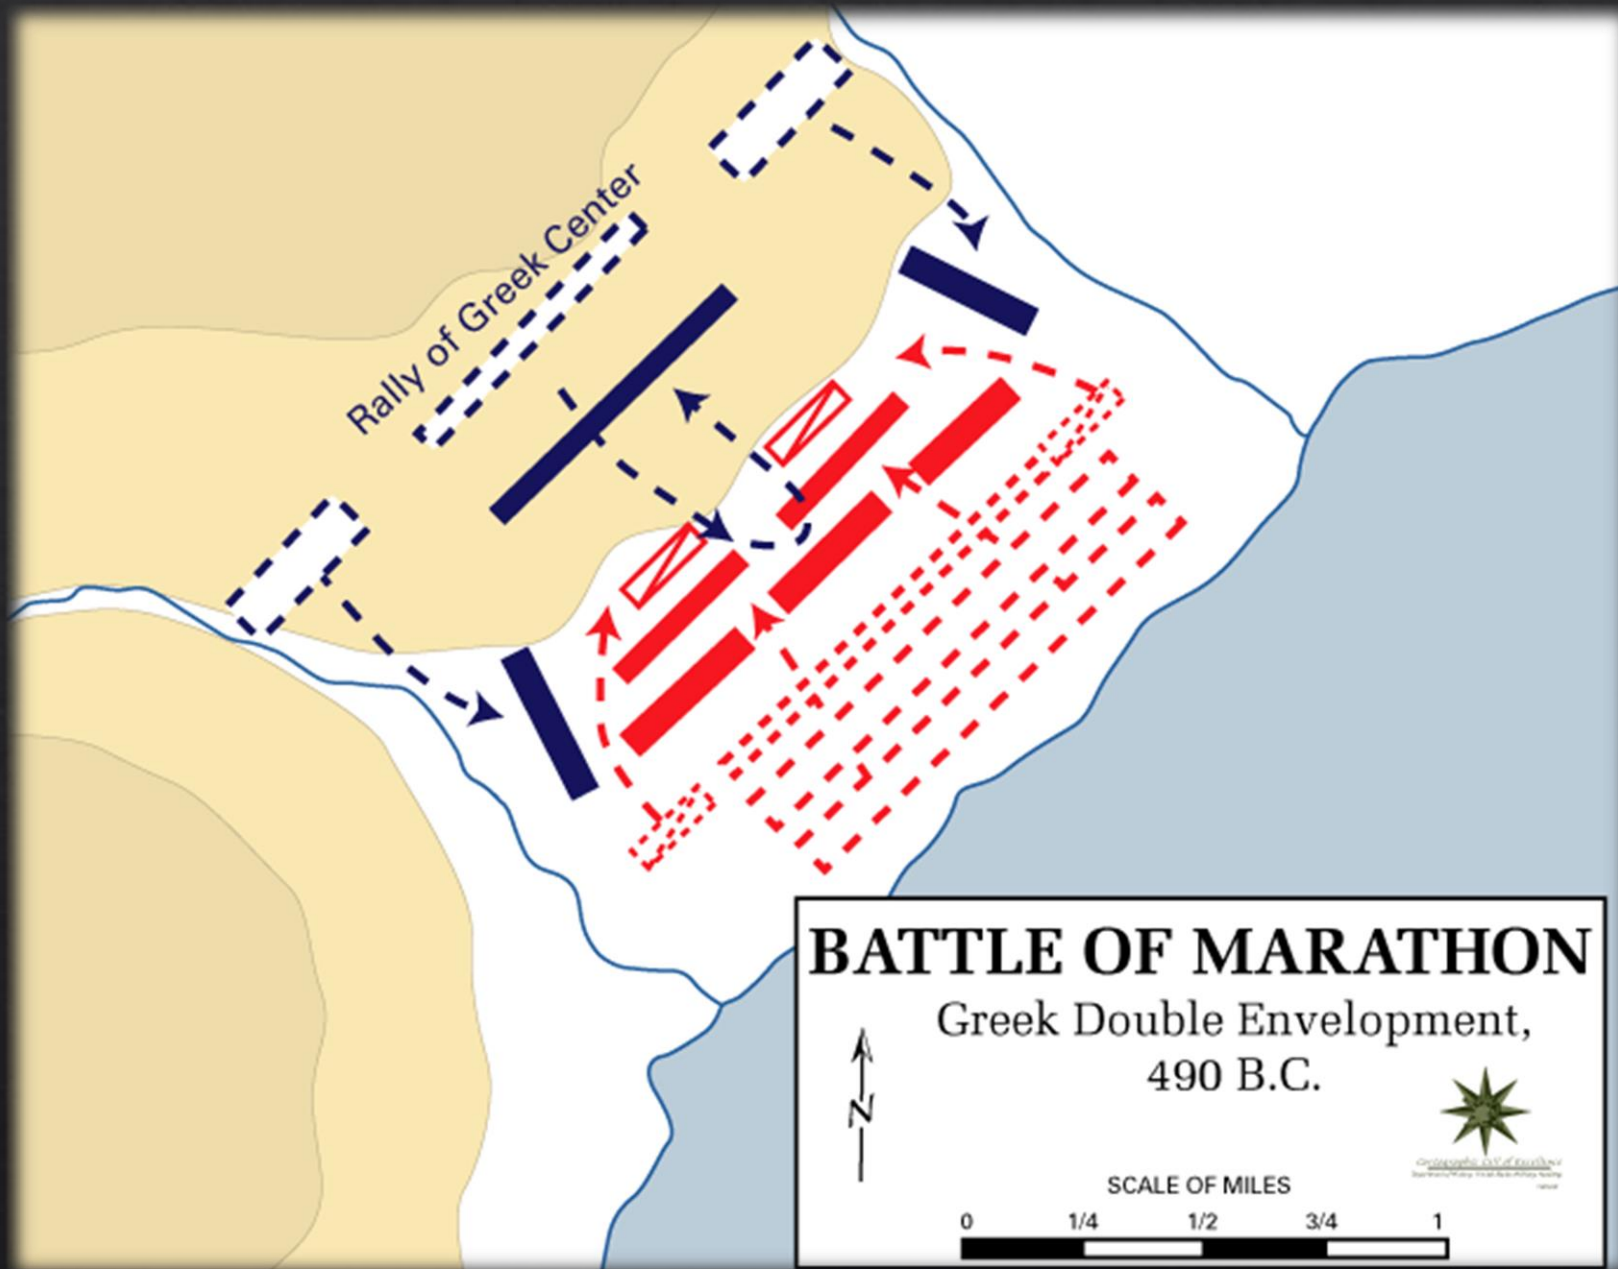 Rally of Greek Center
BATTLE OF MARATHON
Greek Double Envelopment,
490 B.C.
N
SCALE OF MILES
0 1/4 1/2 3/4 1